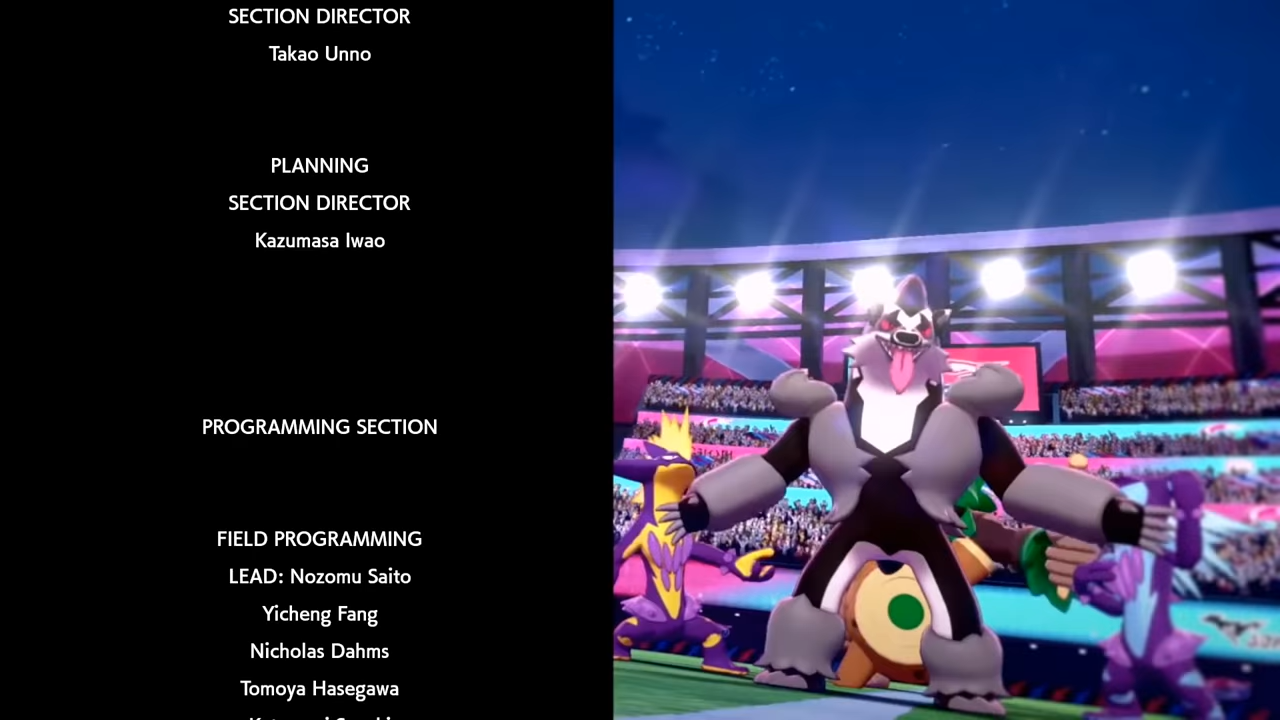 SECTION DIRECTOR
Takao Unno
PLANNING
SECTION DIRECTOR
Kazumasa Iwao
PROGRAMMING SECTION
FIELD PROGRAMMING
LEAD: Nozomu Saito
Yicheng Fang
Nicholas Dahms
Tomoya Hasegawa